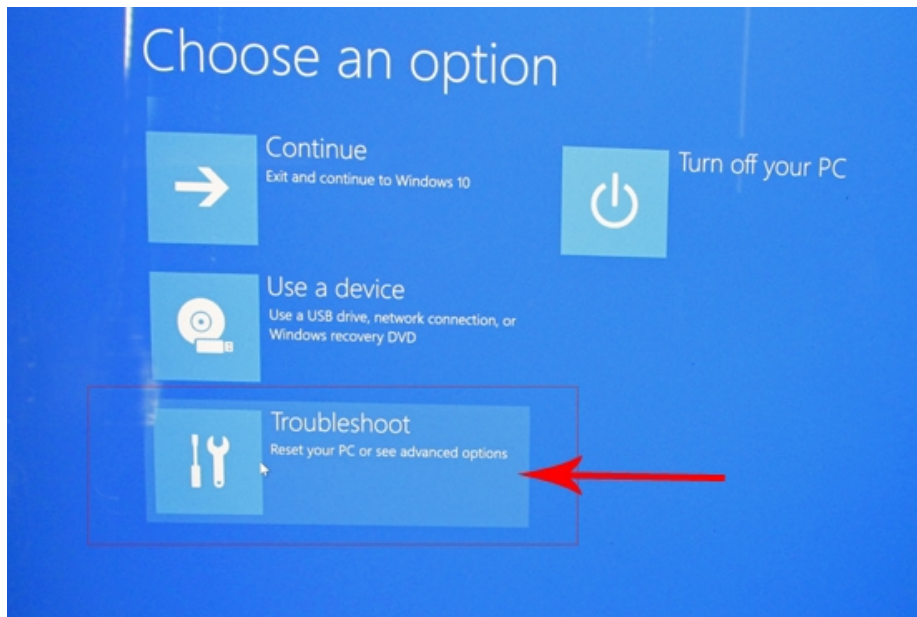 Choose an option
Continue
Exit and continue to Windows 10
Turn off your PC
Use a device
Use a USB drive, network connection, or
Windows recovery DVD
Troubleshoot
Reset your PC or see advanced options